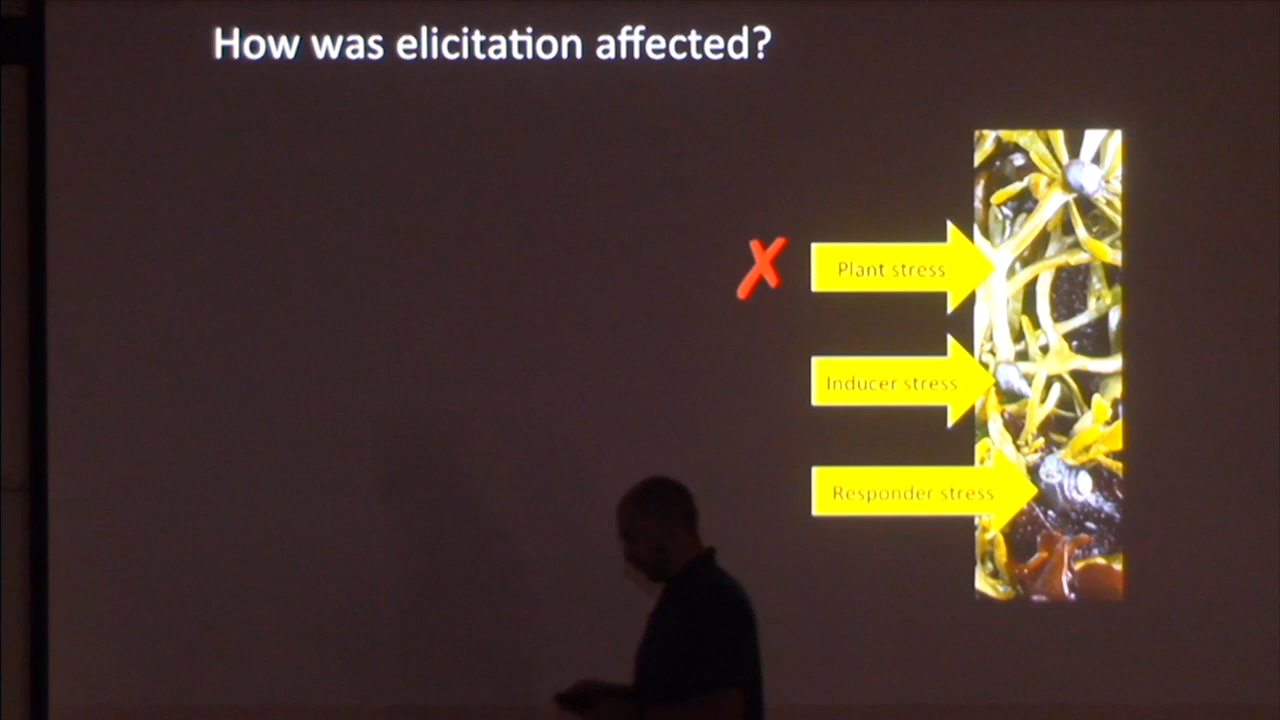 How was elicitation affected?
✗
Plant stress
Inducer stress
Responder stress